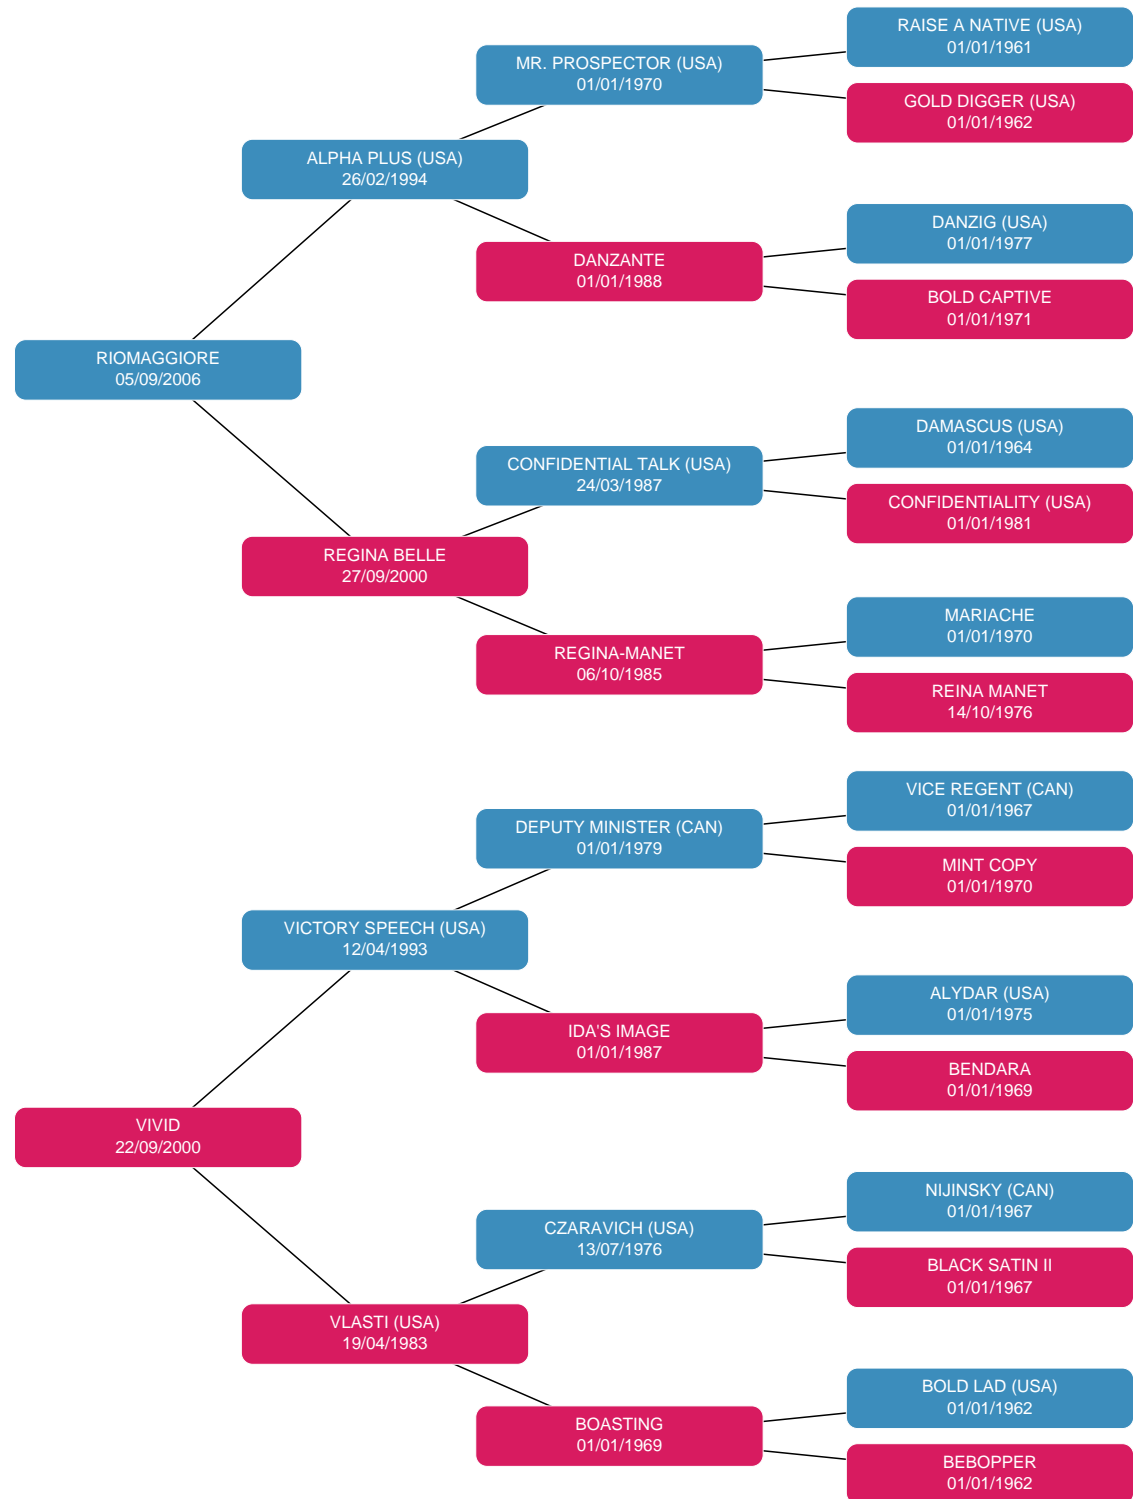 RAISE A NATIVE (USA)
01/01/1961
MR. PROSPECTOR (USA)
01/01/1970
GOLD DIGGER (USA)
01/01/1962
ALPHA PLUS (USA)
26/02/1994
DANZIG (USA)
01/01/1977
DANZANTE
01/01/1988
BOLD CAPTIVE
01/01/1971
RIOMAGGIORE
05/09/2006
DAMASCUS (USA)
01/01/1964
CONFIDENTIAL TALK (USA)
24/03/1987
CONFIDENTIALITY (USA)
01/01/1981
REGINA BELLE
27/09/2000
MARIACHE
01/01/1970
REGINA-MANET
06/10/1985
REINA MANET
14/10/1976
VICE REGENT (CAN)
01/01/1967
DEPUTY MINISTER (CAN)
01/01/1979
MINT COPY
01/01/1970
VICTORY SPEECH (USA)
12/04/1993
ALYDAR (USA)
01/01/1975
IDA'S IMAGE
01/01/1987
BENDARA
01/01/1969
VIVID
22/09/2000
NIJINSKY (CAN)
01/01/1967
CZARAVICH (USA)
13/07/1976
BLACK SATIN II
01/01/1967
VLASTI (USA)
19/04/1983
BOLD LAD (USA)
01/01/1962
BOASTING
01/01/1969
BEBOPPER
01/01/1962